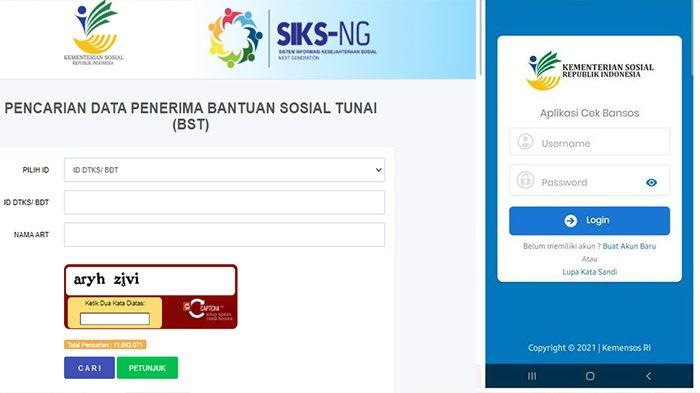 KEMENTERIAN SOSIAL
REPUBLIK INDONESIA
SIKS-NG
SISTEM INFORMASI KESEJAHTERAAN SOSIAL
NEXT GENERATION
PENCARIAN DATA PENERIMA BANTUAN SOSIAL TUNAI
(BST)
PILIH ID
ID DTKS/ BDT
ID DTKS/ BDT
NAMA ART
aryh zjvi
Ketik Dua Kata Diatas:
CAPTCHA
stop spam.
read books.
Total Pencarian : 11.643.071
CARI
PETUNJUK
KEMENTERIAN SOSIAL
REPUBLIK INDONESIA
Aplikasi Cek Bansos
Username
Password
Login
Belum memiliki akun ? Buat Akun Baru
Atau
Lupa Kata Sandi
Copyright © 2021 | Kemensos RI